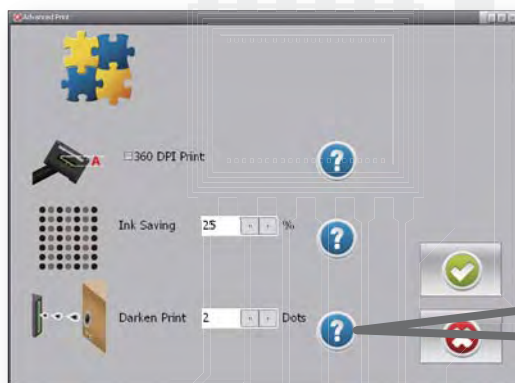 Advanced Print
A
360 DPI Print
?
Ink Saving 25 %
?
Darken Print 2 Dots
?